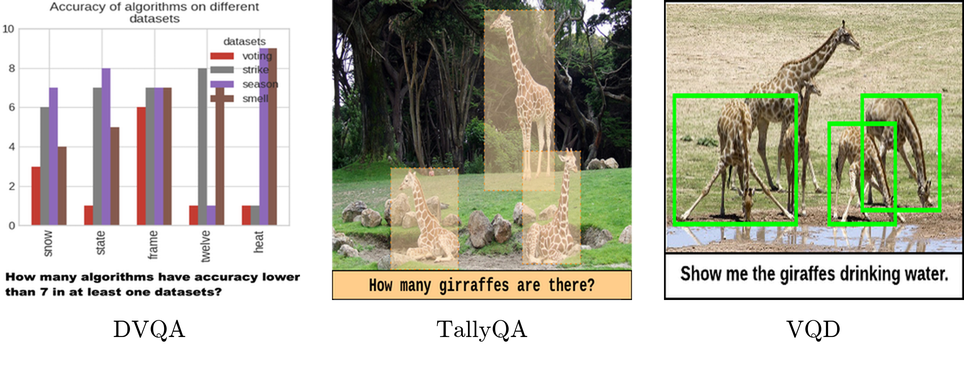 Accuracy of algorithms on different
datasets
10
8
6
4
2
0
datasets
voting
strike
season
smell
snow
state
frame
twelve
heat
How many algorithms have accuracy lower
than 7 in at least one datasets?
DVQA
How many girraffes are there?
TallyQA
Show me the giraffes drinking water.
VQD